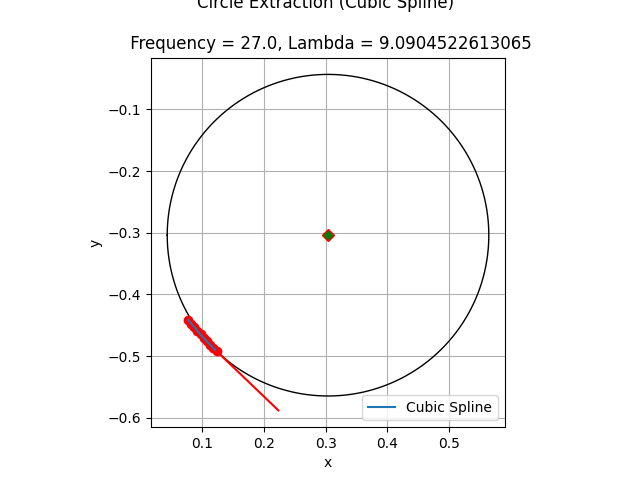 Circle Extraction (Cubic Spline)
Frequency = 27.0, Lambda = 9.0904522613065
−0.1
−0.2
−0.3
−0.4
−0.5
−0.6
y
0.1 0.2 0.3 0.4 0.5
x
Cubic Spline